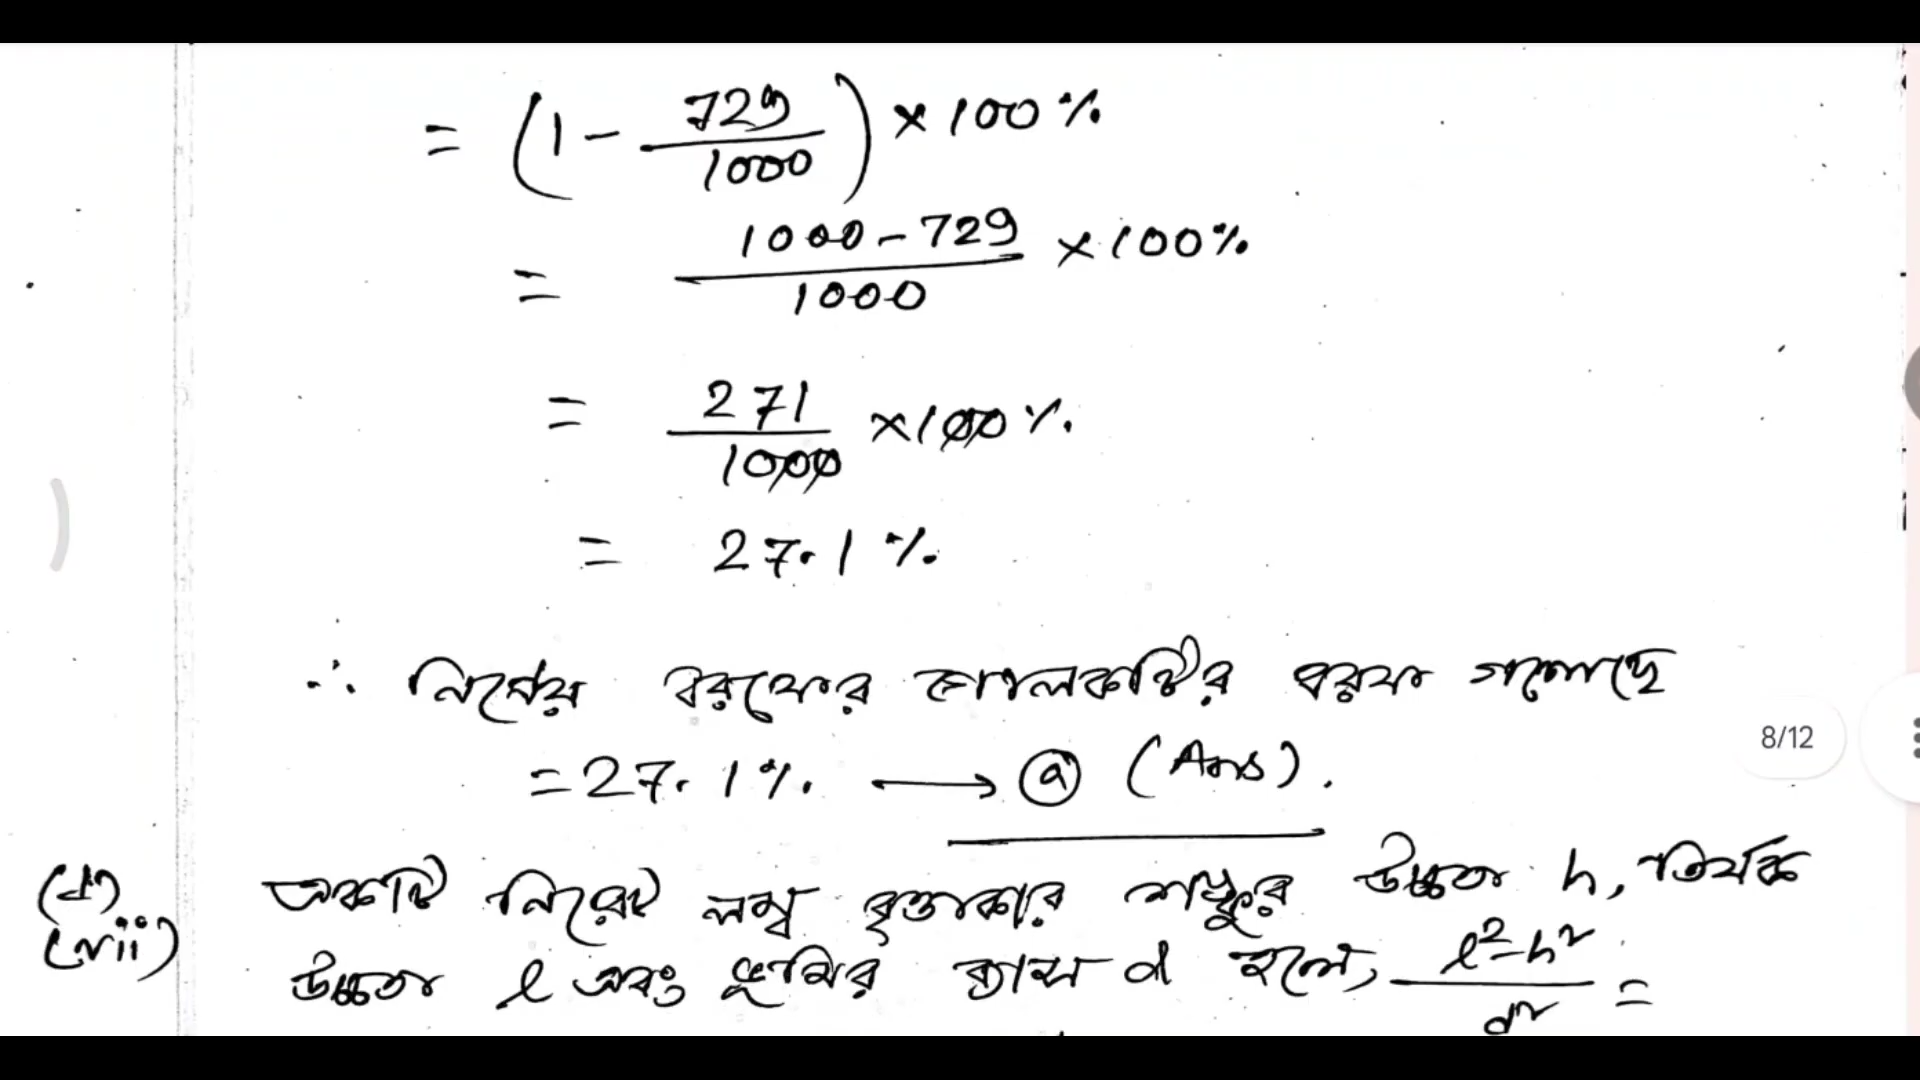 = (1 - 729/1000) × 100%
= (1000 - 729)/1000 × 100%
= 271/1000 × 100%
= 27.1%
∴ নির্ণেয় বরফের গোলকটির বরফ গলেছে
= 27.1% → ⓐ (Ans).
8/12
(d) একটি নিরেট লম্ব বৃত্তাকার শঙ্কুর উচ্চতা h, তির্যক
(vii) উচ্চতা l এবং ভূমির ব্যাস d হলে, (l² - h²)/d² =